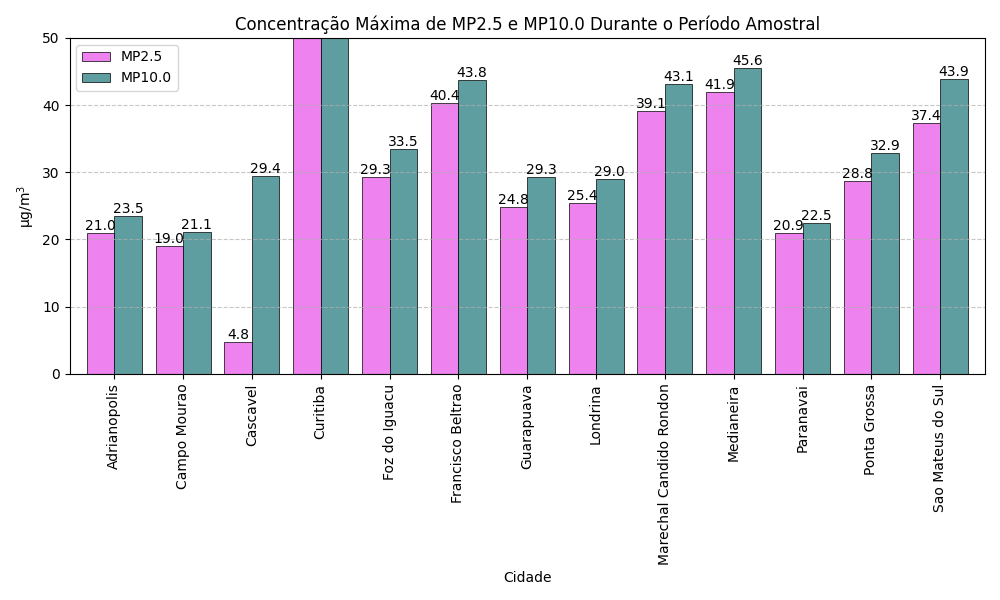 Concentração Máxima de MP2.5 e MP10.0 Durante o Período Amostral
MP2.5
MP10.0
µg/m³
50
40
30
20
10
0
21.0
23.5
19.0
21.1
4.8
29.4
29.3
33.5
40.4
43.8
24.8
29.3
25.4
29.0
39.1
43.1
41.9
45.6
20.9
22.5
28.8
32.9
37.4
43.9
Adrianopolis
Campo Mourao
Cascavel
Curitiba
Foz do Iguacu
Francisco Beltrao
Guarapuava
Londrina
Marechal Candido Rondon
Medianeira
Paranavai
Ponta Grossa
Sao Mateus do Sul
Cidade